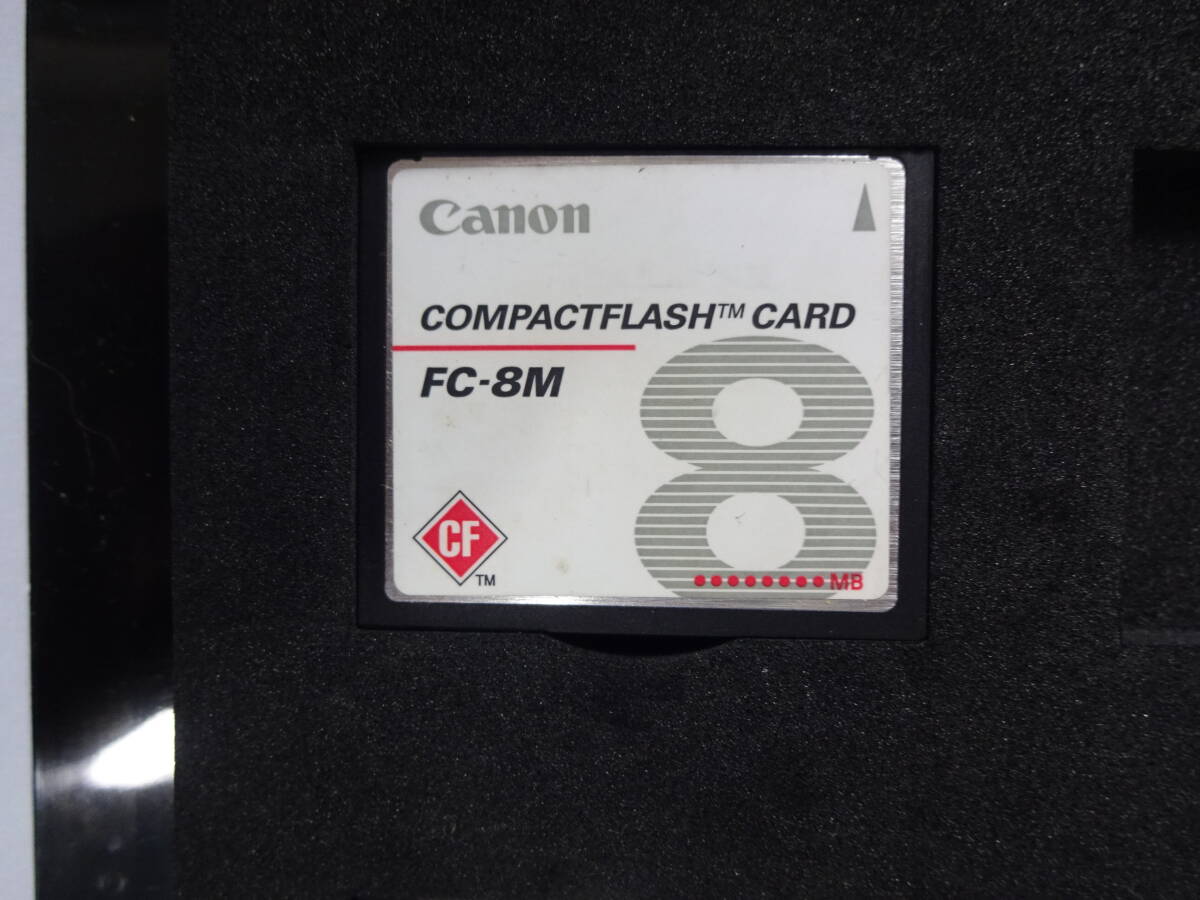 Canon
COMPACTFLASH™ CARD
FC-8M
8
CF
TM
MB